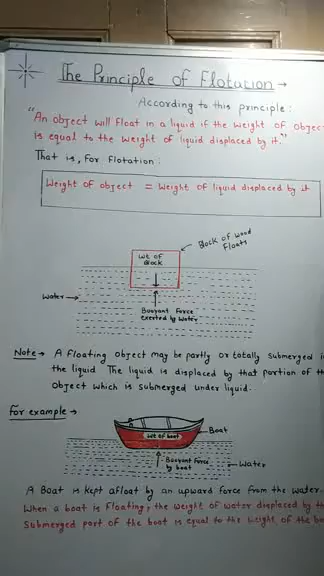 The Principle of Flotation →
According to this principle:
"An object will float in a liquid if the weight of object
is equal to the weight of liquid displaced by it."
That is, for flotation:
Weight of object = Weight of liquid displaced by it
Block of wood
floats
Wt of
Block
Water →
Buoyant force
exerted by water
Note → A floating object may be partly or totally submerged in
the liquid The liquid is displaced by that portion of the
object which is submerged under liquid.
For example →
Boat
Wt of boat
Buoyant force
by boat
Water
A Boat is kept afloat by an upward force from the water.
When a boat is floating, the weight of water displaced by the
submerged part of the boat is equal to the weight of the